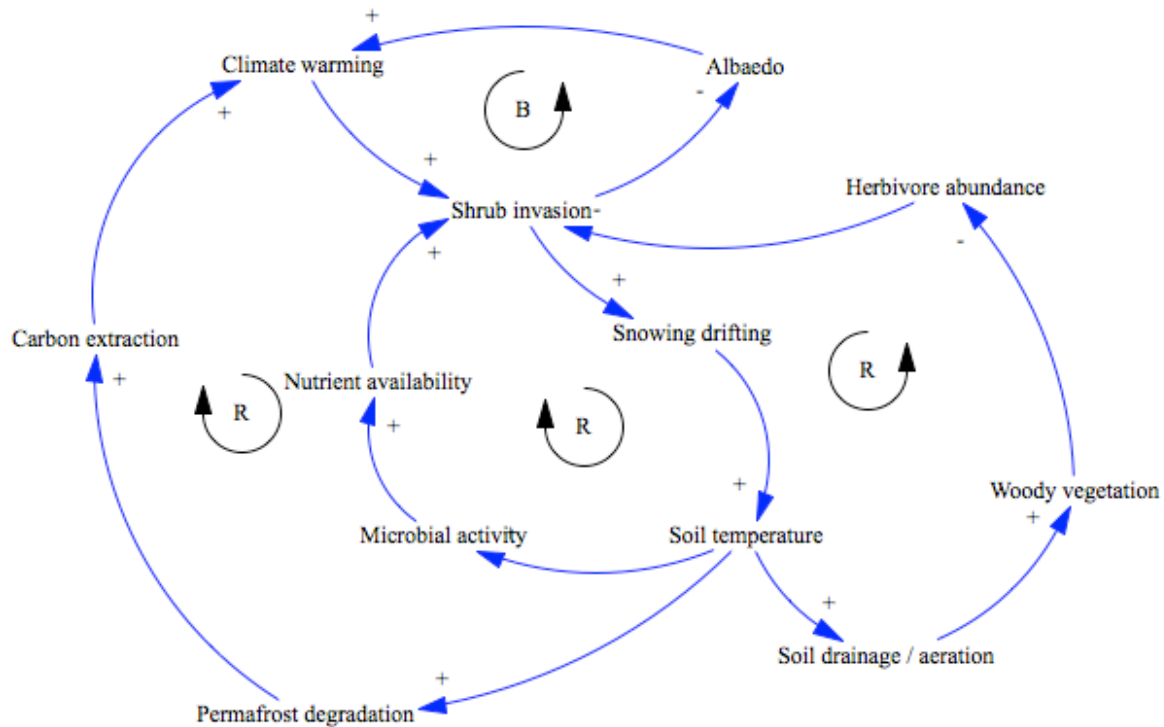 +
Climate warming
Albaedo
+
-
B
+
Herbivore abundance
Shrub invasion-
+
-
+
Snowing drifting
Carbon extraction
+
Nutrient availability
R
R
R
+
+
Woody vegetation
+
Microbial activity
Soil temperature
+
Soil drainage / aeration
+
Permafrost degradation